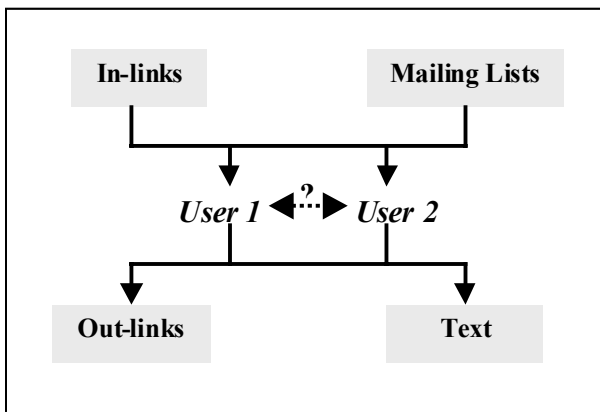 In-links
Mailing Lists
?
User 1
User 2
Out-links
Text